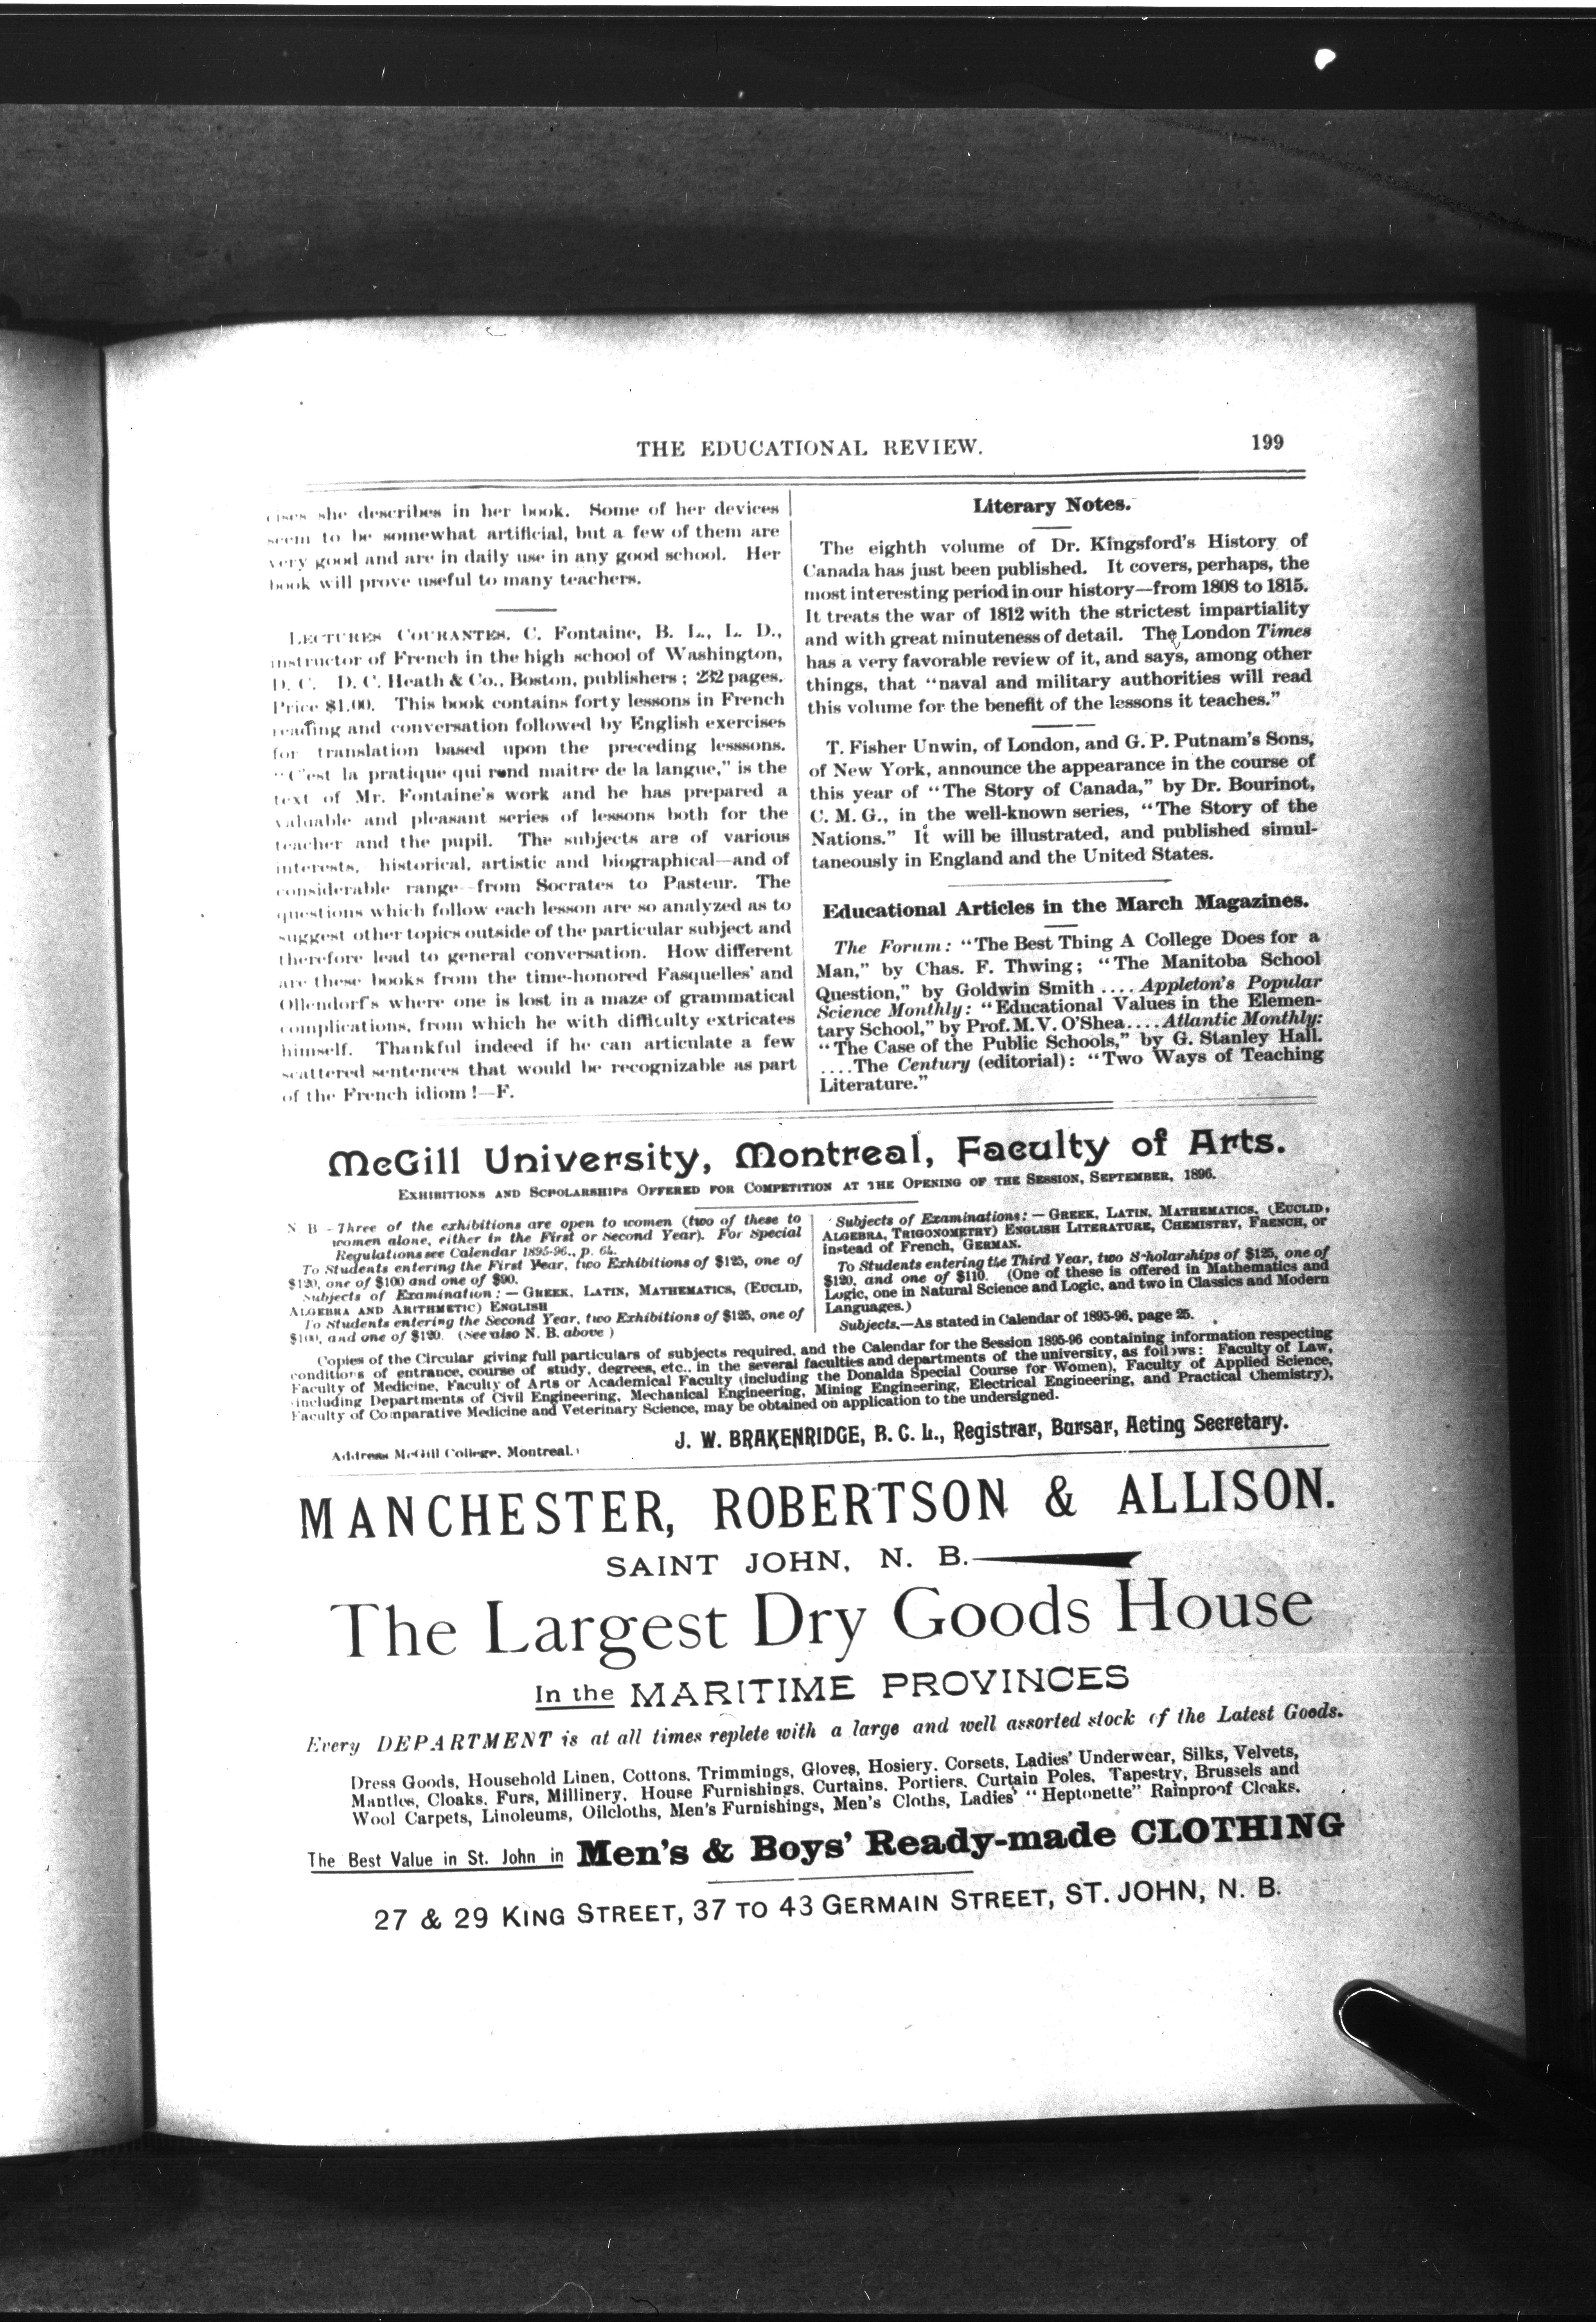 THE EDUCATIONAL REVIEW.
199
cises she describes in her book. Some of her devices
seem to be somewhat artificial, but a few of them are
very good and are in daily use in any good school. Her
book will prove useful to many teachers.
LECTURES COURANTES. C. Fontaine, B. L., L. D.,
instructor of French in the high school of Washington,
D. C. D. C. Heath & Co., Boston, publishers; 232 pages.
Price $1.00. This book contains forty lessons in French
reading and conversation followed by English exercises
for translation based upon the preceding lesssons.
"C'est la pratique qui rend maitre de la langue," is the
text of Mr. Fontaine's work and he has prepared a
valuable and pleasant series of lessons both for the
teacher and the pupil. The subjects are of various
interests, historical, artistic and biographical—and of
considerable range—from Socrates to Pasteur. The
questions which follow each lesson are so analyzed as to
suggest other topics outside of the particular subject and
therefore lead to general conversation. How different
are these books from the time-honored Fasquelles' and
Ollendorf's where one is lost in a maze of grammatical
complications, from which he with difficulty extricates
himself. Thankful indeed if he can articulate a few
scattered sentences that would be recognizable as part
of the French idiom!—F.
Literary Notes.
The eighth volume of Dr. Kingsford's History of
Canada has just been published. It covers, perhaps, the
most interesting period in our history—from 1808 to 1815.
It treats the war of 1812 with the strictest impartiality
and with great minuteness of detail. The London Times
has a very favorable review of it, and says, among other
things, that "naval and military authorities will read
this volume for the benefit of the lessons it teaches."
T. Fisher Unwin, of London, and G. P. Putnam's Sons,
of New York, announce the appearance in the course of
this year of "The Story of Canada," by Dr. Bourinot,
C. M. G., in the well-known series, "The Story of the
Nations." It will be illustrated, and published simul-
taneously in England and the United States.
Educational Articles in the March Magazines.
The Forum: "The Best Thing A College Does for a
Man," by Chas. F. Thwing; "The Manitoba School
Question," by Goldwin Smith .... Appleton's Popular
Science Monthly: "Educational Values in the Elemen-
tary School," by Prof. M. V. O'Shea.... Atlantic Monthly:
"The Case of the Public Schools," by G. Stanley Hall.
....The Century (editorial): "Two Ways of Teaching
Literature."
McGill University, Montreal, Faculty of Arts.
EXHIBITIONS AND SCHOLARSHIPS OFFERED FOR COMPETITION AT THE OPENING OF THE SESSION, SEPTEMBER, 1896.
N B —Three of the exhibitions are open to women (two of these to
women alone, either in the First or Second Year). For Special
Regulations see Calendar 1895-96., p. 64.
To Students entering the First Year, two Exhibitions of $125, one of
$120, one of $100 and one of $90.
Subjects of Examination:—GREEK, LATIN, MATHEMATICS, (EUCLID,
ALGEBRA AND ARITHMETIC) ENGLISH
To Students entering the Second Year, two Exhibitions of $125, one of
$100, and one of $120. (See also N. B. above)
Subjects of Examinations:—GREEK, LATIN, MATHEMATICS, (EUCLID,
ALGEBRA, TRIGONOMETRY) ENGLISH LITERATURE, CHEMISTRY, FRENCH, or
instead of French, GERMAN.
To Students entering the Third Year, two Scholarships of $125, one of
$120, and one of $110. (One of these is offered in Mathematics and
Logic, one in Natural Science and Logic, and two in Classics and Modern
Languages.)
Subjects.—As stated in Calendar of 1895-96, page 25.
Copies of the Circular giving full particulars of subjects required, and the Calendar for the Session 1895-96 containing information respecting
conditions of entrance, course of study, degrees, etc., in the several faculties and departments of the university, as follows: Faculty of Law,
Faculty of Medicine, Faculty of Arts or Academical Faculty (including the Donalda Special Course for Women), Faculty of Applied Science,
(including Departments of Civil Engineering, Mechanical Engineering, Mining Engineering, Electrical Engineering, and Practical Chemistry),
Faculty of Comparative Medicine and Veterinary Science, may be obtained on application to the undersigned.
J. W. BRAKENRIDGE, B. C. L., Registrar, Bursar, Acting Secretary.
Address McGill College, Montreal.
MANCHESTER, ROBERTSON & ALLISON.
SAINT JOHN, N. B.
The Largest Dry Goods House
In the MARITIME PROVINCES
Every DEPARTMENT is at all times replete with a large and well assorted stock of the Latest Goods.
Dress Goods, Household Linen, Cottons, Trimmings, Gloves, Hosiery, Corsets, Ladies' Underwear, Silks, Velvets,
Mantles, Cloaks, Furs, Millinery, House Furnishings, Curtains, Portiers, Curtain Poles, Tapestry, Brussels and
Wool Carpets, Linoleums, Oilcloths, Men's Furnishings, Men's Cloths, Ladies' "Heptonette" Rainproof Cloaks.
The Best Value in St. John in Men's & Boys' Ready-made CLOTHING
27 & 29 KING STREET, 37 TO 43 GERMAIN STREET, ST. JOHN, N. B.